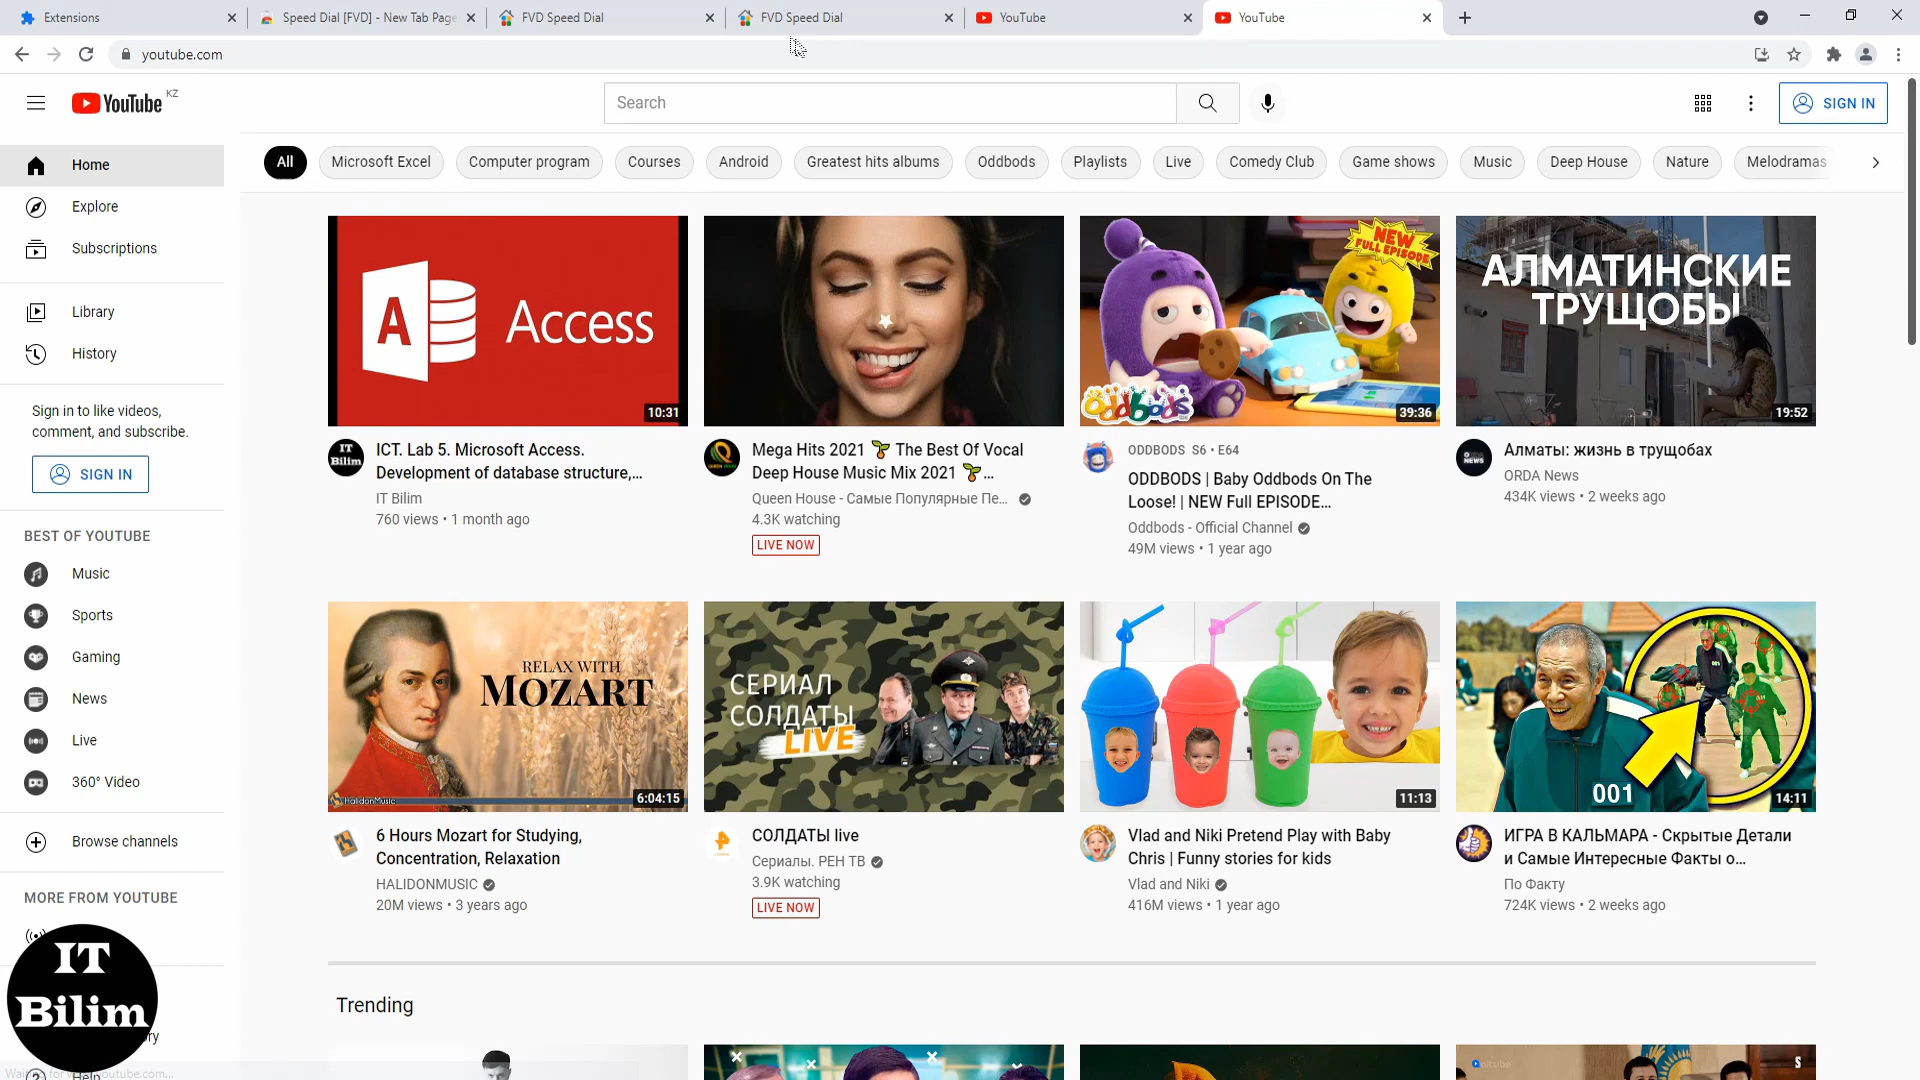 Extensions
Speed Dial [FVD] - New Tab Page
FVD Speed Dial
FVD Speed Dial
YouTube
YouTube
youtube.com
YouTube KZ
Search
SIGN IN
All
Microsoft Excel
Computer program
Courses
Android
Greatest hits albums
Oddbods
Playlists
Live
Comedy Club
Game shows
Music
Deep House
Nature
Melodramas
Home
Explore
Subscriptions
Library
History
Sign in to like videos,
comment, and subscribe.
SIGN IN
BEST OF YOUTUBE
Music
Sports
Gaming
News
Live
360° Video
Browse channels
MORE FROM YOUTUBE
IT
Bilim
Help
A Access
10:31
IT
Bilim
ICT. Lab 5. Microsoft Access.
Development of database structure,...
IT Bilim
760 views • 1 month ago
Mega Hits 2021 🌱 The Best Of Vocal
Deep House Music Mix 2021 🌱...
Queen House - Самые Популярные Пе...
4.3K watching
LIVE NOW
NEW
FULL EPISODE
oddbods
39:36
ODDBODS S6 • E64
ODDBODS | Baby Oddbods On The
Loose! | NEW Full EPISODE...
Oddbods - Official Channel
49M views • 1 year ago
АЛМАТИНСКИЕ
ТРУЩОБЫ
19:52
Алматы: жизнь в трущобах
ORDA News
434K views • 2 weeks ago
RELAX WITH
MOZART
HalidonMusic
6:04:15
6 Hours Mozart for Studying,
Concentration, Relaxation
HALIDONMUSIC
20M views • 3 years ago
СЕРИАЛ
СОЛДАТЫ
LIVE
СОЛДАТЫ live
Сериалы. РЕН ТВ
3.9K watching
LIVE NOW
11:13
Vlad and Niki Pretend Play with Baby
Chris | Funny stories for kids
Vlad and Niki
416M views • 1 year ago
001
001
14:11
ИГРА В КАЛЬМАРА - Скрытые Детали
и Самые Интересные Факты о...
По Факту
724K views • 2 weeks ago
Trending